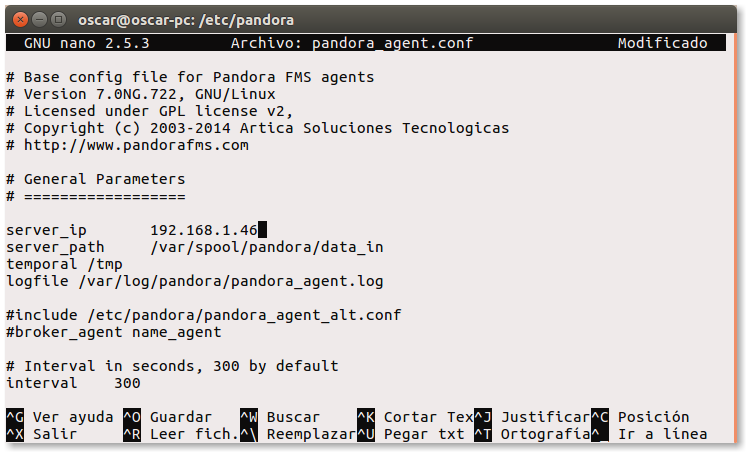 oscar@oscar-pc: /etc/pandora
GNU nano 2.5.3 Archivo: pandora_agent.conf Modificado
# Base config file for Pandora FMS agents
# Version 7.0NG.722, GNU/Linux
# Licensed under GPL license v2,
# Copyright (c) 2003-2014 Artica Soluciones Tecnologicas
# http://www.pandorafms.com
# General Parameters
# ==================
server_ip 192.168.1.46
server_path /var/spool/pandora/data_in
temporal /tmp
logfile /var/log/pandora/pandora_agent.log
#include /etc/pandora/pandora_agent_alt.conf
#broker_agent name_agent
# Interval in seconds, 300 by default
interval 300
^G Ver ayuda ^O Guardar ^W Buscar ^K Cortar Tex ^J Justificar ^C Posición
^X Salir ^R Leer fich. ^\ Reemplazar ^U Pegar txt ^T Ortografía ^_ Ir a línea